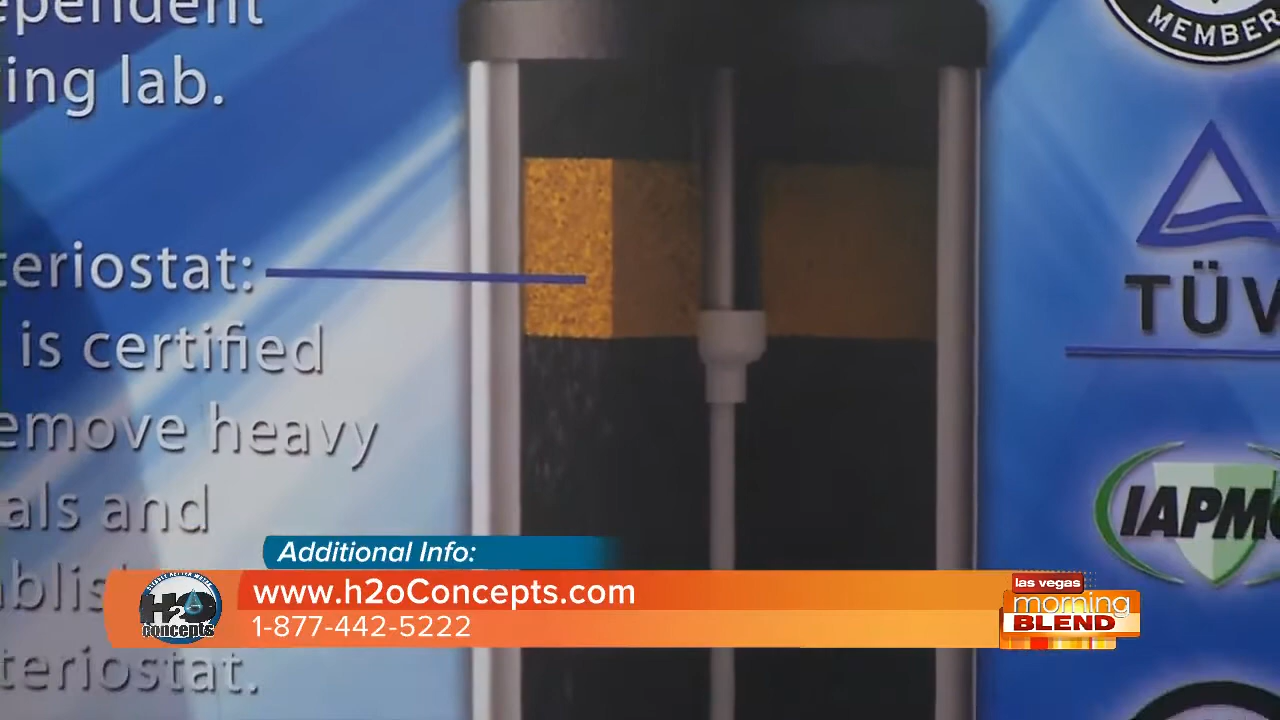 ing lab.
MEMBER
TÜV
teriostat:
is certified
emove heavy
als and
IAPM
Additional Info:
www.h2oConcepts.com
1-877-442-5222
H2O
concepts
las vegas
morning
BLEND
teriostat.